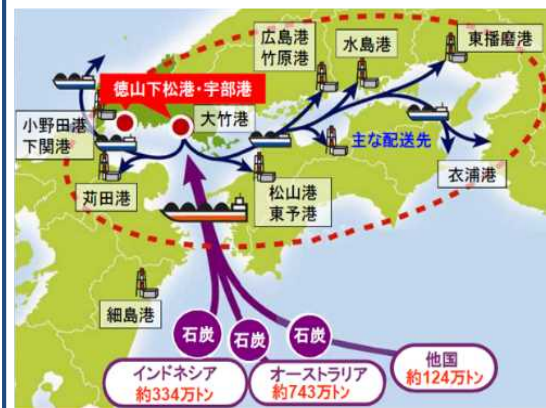 広島港
竹原港
水島港
東播磨港
徳山下松港・宇部港
大竹港
小野田港
下関港
主な配送先
苅田港
松山港
東予港
衣浦港
細島港
石炭
石炭
石炭
インドネシア
約334万トン
オーストラリア
約743万トン
他国
約124万トン